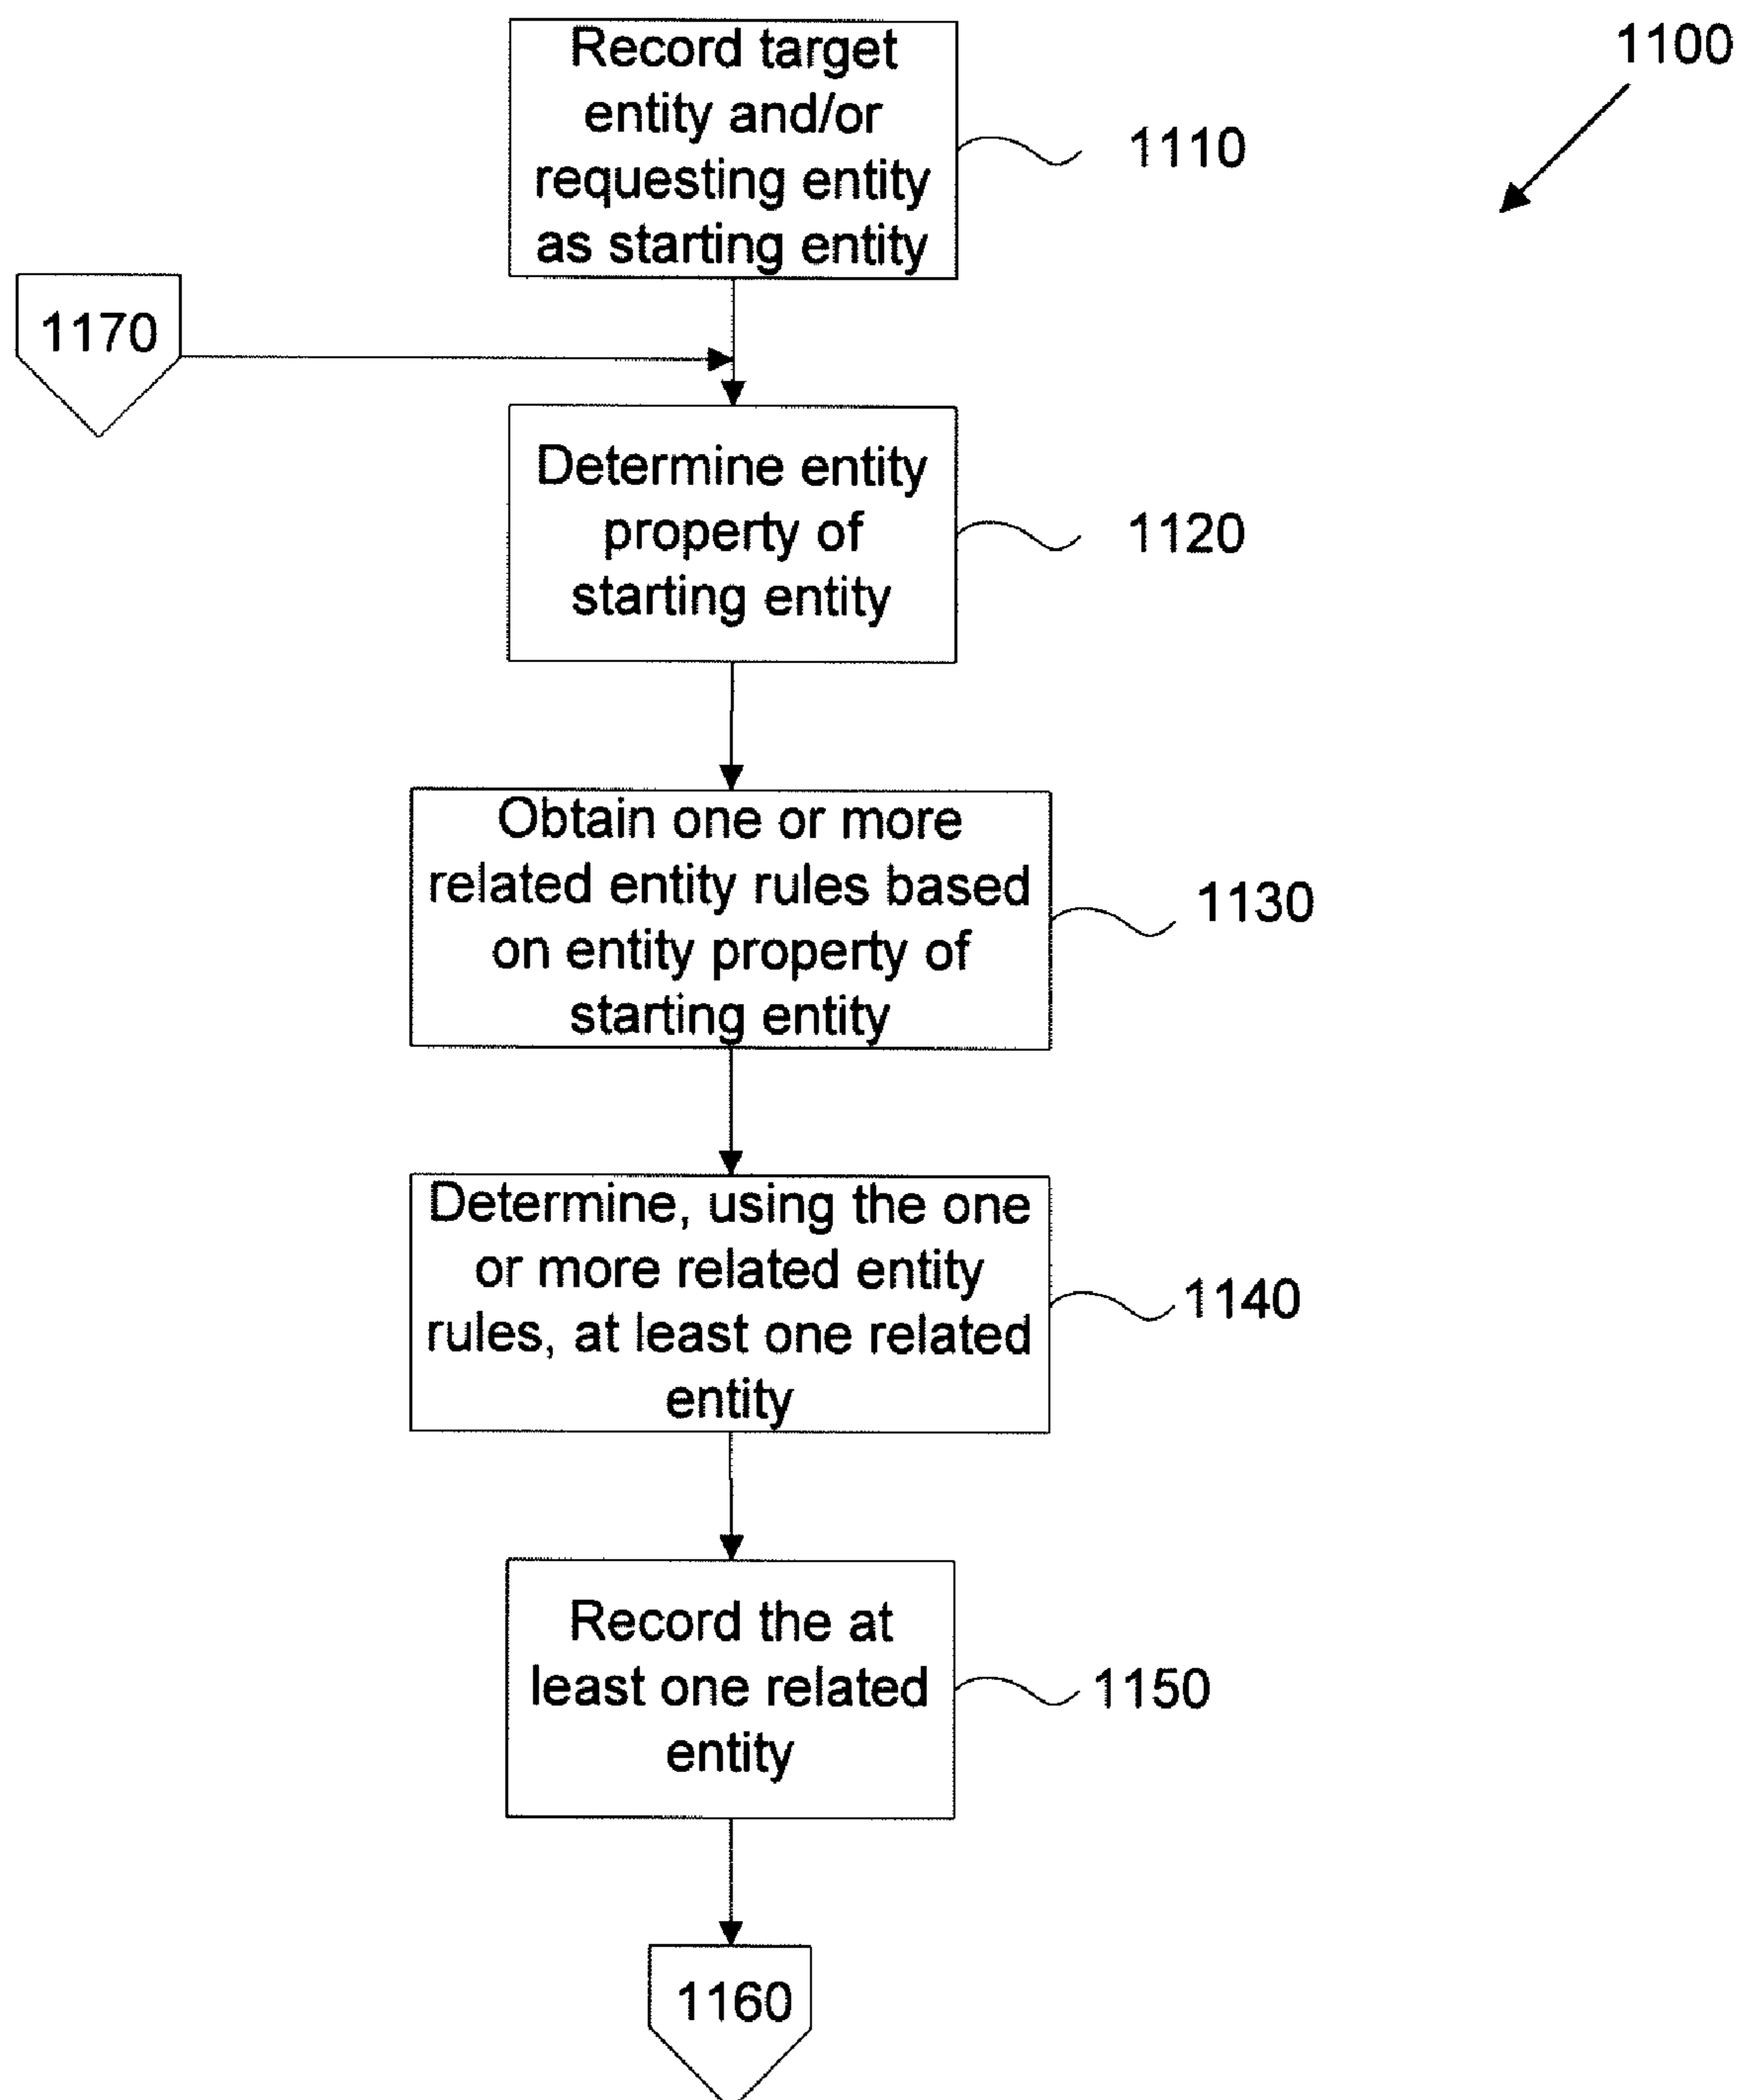 1100
Record target
entity and/or
requesting entity
as starting entity
1110
1170
Determine entity
property of
starting entity
1120
Obtain one or more
related entity rules based
on entity property of
starting entity
1130
Determine, using the one
or more related entity
rules, at least one related
entity
1140
Record the at
least one related
entity
1150
1160